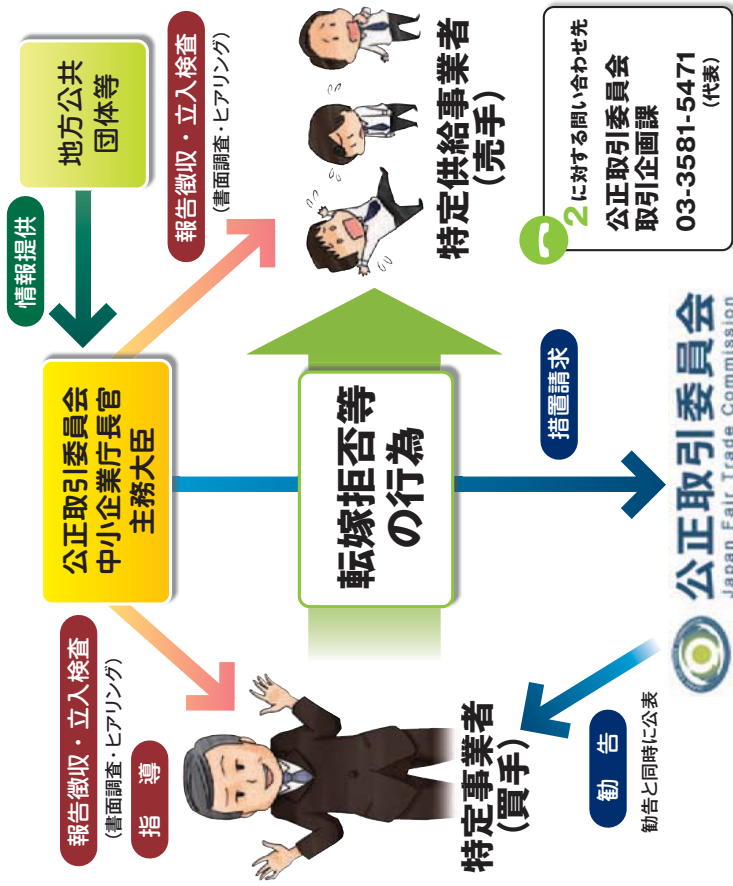 地方公共
団体等
情報提供
公正取引委員会
中小企業庁長官
主務大臣
報告徴収・立入検査
(書面調査・ヒアリング)
指 導
報告徴収・立入検査
(書面調査・ヒアリング)
転嫁拒否等
の行為
特定事業者
(買手)
特定供給事業者
(売手)
措置請求
勧 告
勧告と同時に公表
公正取引委員会
Japan Fair Trade Commission
2に対する問い合わせ先
公正取引委員会
取引企画課
03-3581-5471
(代表)